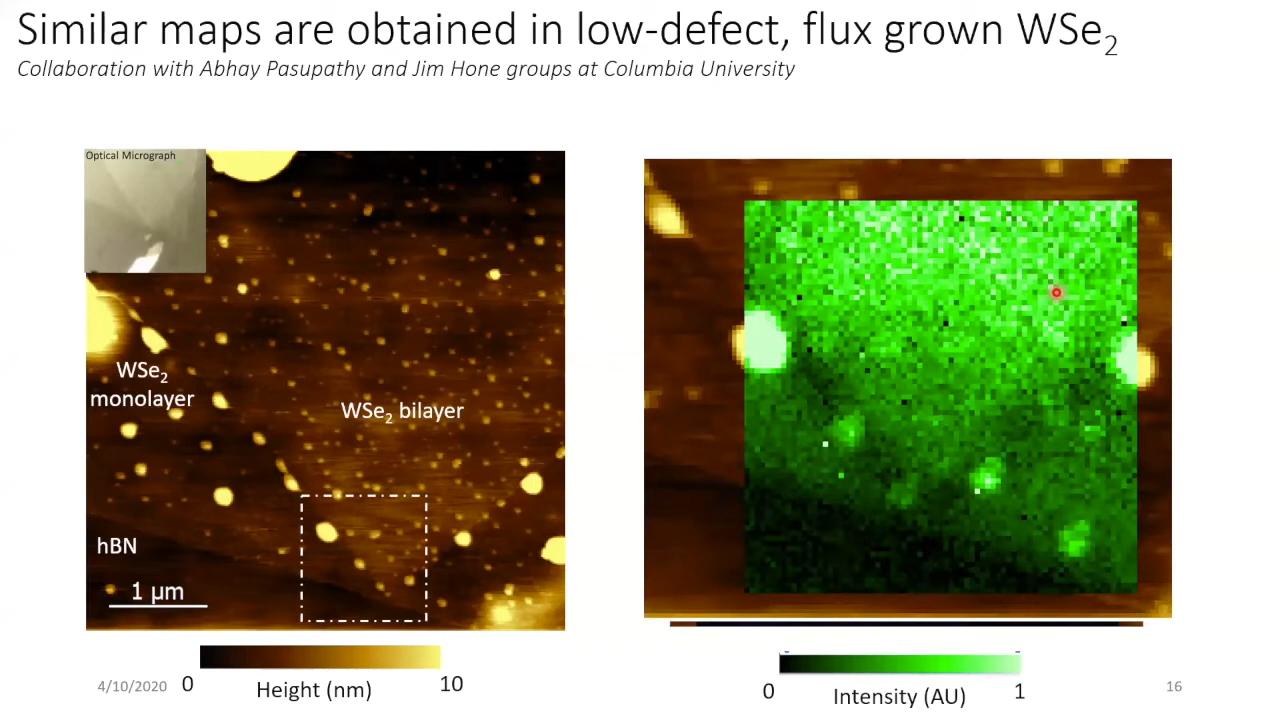 Similar maps are obtained in low-defect, flux grown WSe2
Collaboration with Abhay Pasupathy and Jim Hone groups at Columbia University
Optical Micrograph
WSe2
monolayer
WSe2 bilayer
hBN
1 μm
0
Height (nm)
10
0
Intensity (AU)
1
4/10/2020
16